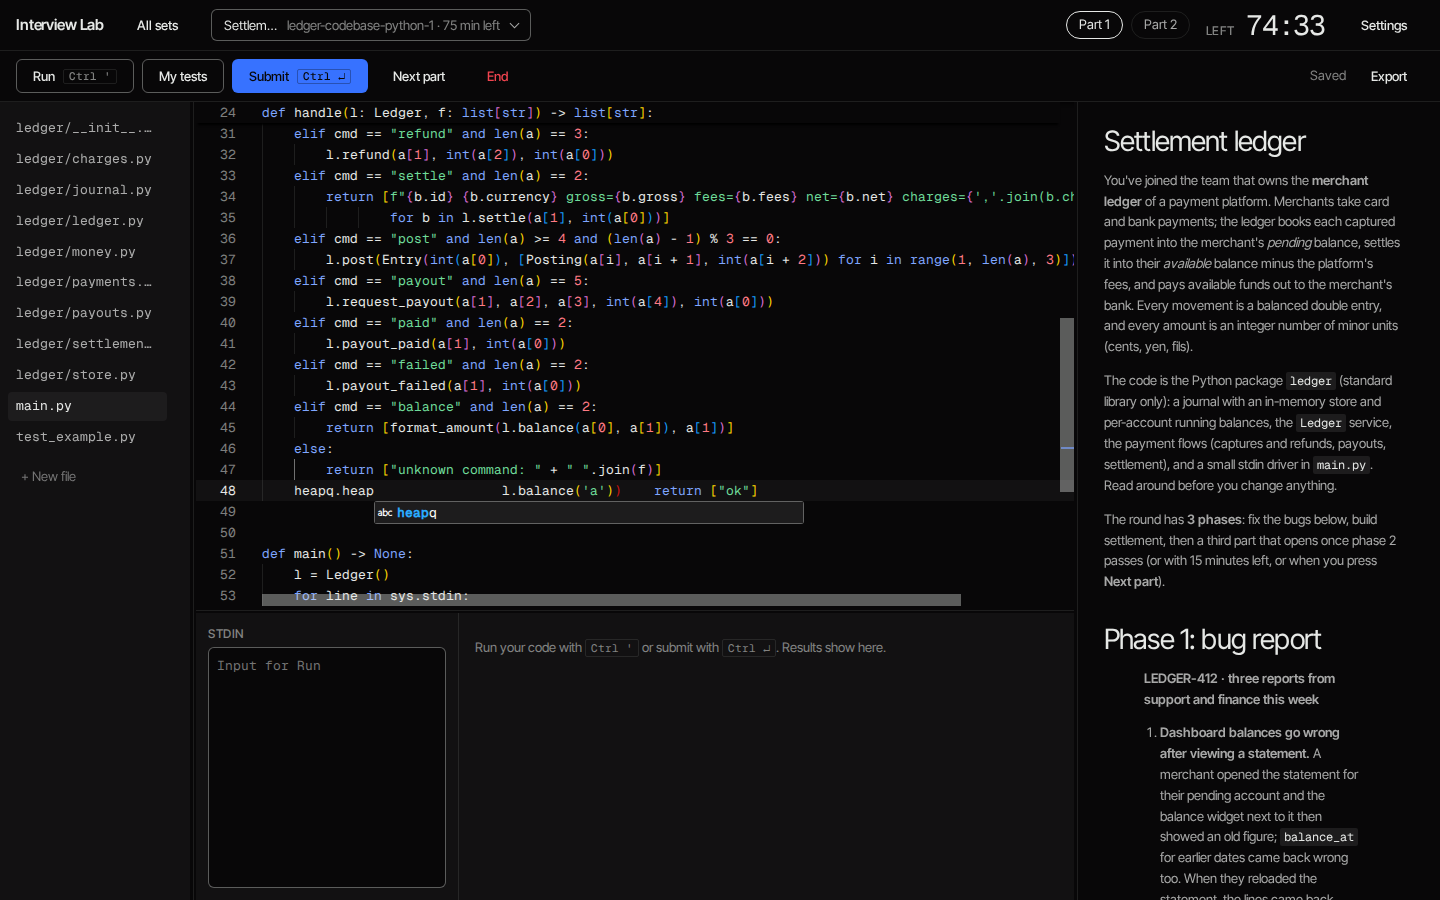 Interview Lab
All sets
Settlem... ledger-codebase-python-1 · 75 min left
Part 1
Part 2
LEFT 74:33
Settings
Run Ctrl '
My tests
Submit Ctrl ↵
Next part
End
Saved
Export
ledger/__init__.…
ledger/charges.py
ledger/journal.py
ledger/ledger.py
ledger/money.py
ledger/payments.…
ledger/payouts.py
ledger/settlemen…
ledger/store.py
main.py
test_example.py
+ New file
24 def handle(l: Ledger, f: list[str]) -> list[str]:
31     elif cmd == "refund" and len(a) == 3:
32         l.refund(a[1], int(a[2]), int(a[0]))
33     elif cmd == "settle" and len(a) == 2:
34         return [f"{b.id} {b.currency} gross={b.gross} fees={b.fees} net={b.net} charges={','.join(b.ch
35                 for b in l.settle(a[1], int(a[0]))]
36     elif cmd == "post" and len(a) >= 4 and (len(a) - 1) % 3 == 0:
37         l.post(Entry(int(a[0]), [Posting(a[i], a[i + 1], int(a[i + 2])) for i in range(1, len(a), 3)])
38     elif cmd == "payout" and len(a) == 5:
39         l.request_payout(a[1], a[2], a[3], int(a[4]), int(a[0]))
40     elif cmd == "paid" and len(a) == 2:
41         l.payout_paid(a[1], int(a[0]))
42     elif cmd == "failed" and len(a) == 2:
43         l.payout_failed(a[1], int(a[0]))
44     elif cmd == "balance" and len(a) == 2:
45         return [format_amount(l.balance(a[0], a[1]), a[1])]
46     else:
47         return ["unknown command: " + " ".join(f)]
48     heapq.heap                l.balance('a'))    return ["ok"]
abc heapq
49
50
51 def main() -> None:
52     l = Ledger()
53     for line in sys.stdin:
STDIN
Input for Run
Run your code with Ctrl ' or submit with Ctrl ↵. Results show here.
Settlement ledger
You've joined the team that owns the merchant
ledger of a payment platform. Merchants take card
and bank payments; the ledger books each captured
payment into the merchant's pending balance, settles
it into their available balance minus the platform's
fees, and pays available funds out to the merchant's
bank. Every movement is a balanced double entry,
and every amount is an integer number of minor units
(cents, yen, fils).
The code is the Python package ledger (standard
library only): a journal with an in-memory store and
per-account running balances, the Ledger service,
the payment flows (captures and refunds, payouts,
settlement), and a small stdin driver in main.py.
Read around before you change anything.
The round has 3 phases: fix the bugs below, build
settlement, then a third part that opens once phase 2
passes (or with 15 minutes left, or when you press
Next part).
Phase 1: bug report
LEDGER-412 · three reports from
support and finance this week
1. Dashboard balances go wrong
after viewing a statement. A
merchant opened the statement for
their pending account and the
balance widget next to it then
showed an old figure; balance_at
for earlier dates came back wrong
too. When they reloaded the
statement, the lines came back